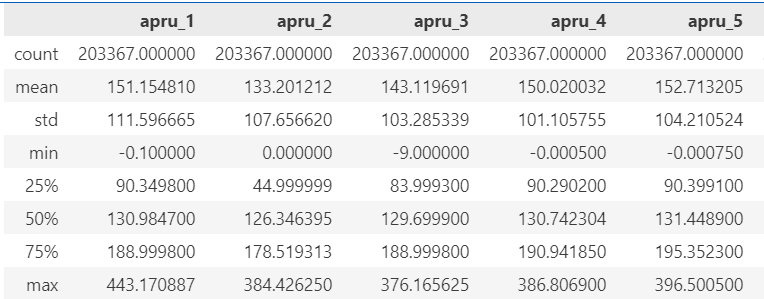 apru_1 apru_2 apru_3 apru_4 apru_5
count 203367.000000 203367.000000 203367.000000 203367.000000 203367.000000
mean 151.154810 133.201212 143.119691 150.020032 152.713205
std 111.596665 107.656620 103.285339 101.105755 104.210524
min -0.100000 0.000000 -9.000000 -0.000500 -0.000750
25% 90.349800 44.999999 83.999300 90.290200 90.399100
50% 130.984700 126.346395 129.699900 130.742304 131.448900
75% 188.999800 178.519313 188.999800 190.941850 195.352300
max 443.170887 384.426250 376.165625 386.806900 396.500500